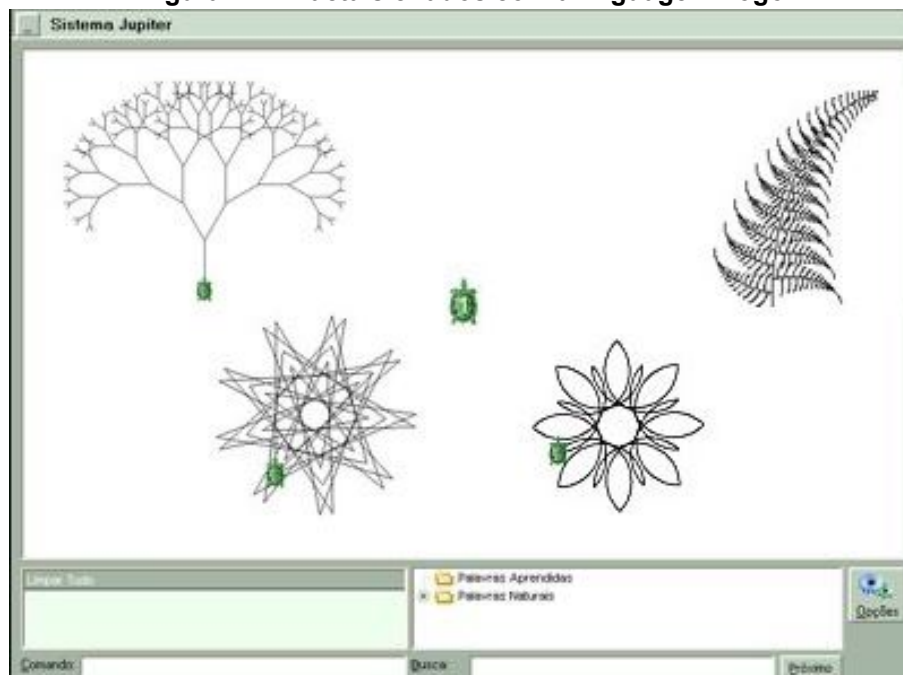 Sistema Jupiter
Limpar Tudo
Palavras Aprendidas
Palavras Naturais
Opções
Comando:
Busca:
Próximo